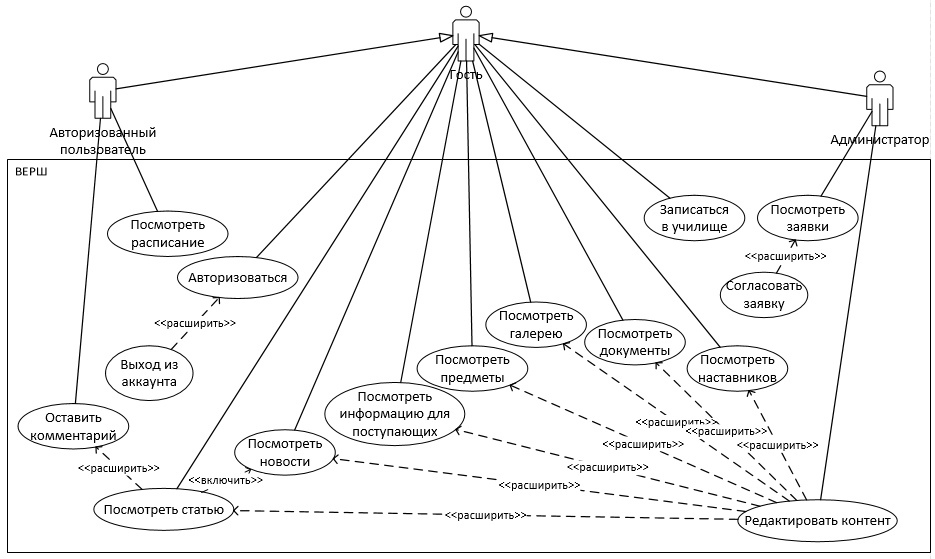 Гость
Авторизованный
пользователь
Администратор
ВЕРШ
Посмотреть
расписание
Записаться
в училище
Посмотреть
заявки
<<расширить>>
Авторизоваться
Согласовать
заявку
<<расширить>>
Посмотреть
галерею
Посмотреть
документы
Выход из
аккаунта
Посмотреть
предметы
Посмотреть
наставников
Посмотреть
информацию для
поступающих
Оставить
комментарий
<<расширить>>
<<расширить>>
<<расширить>>
<<расширить>>
Посмотреть
новости
<<расширить>>
<<расширить>>
<<включить>>
<<расширить>>
Посмотреть статью
<<расширить>>
Редактировать контент